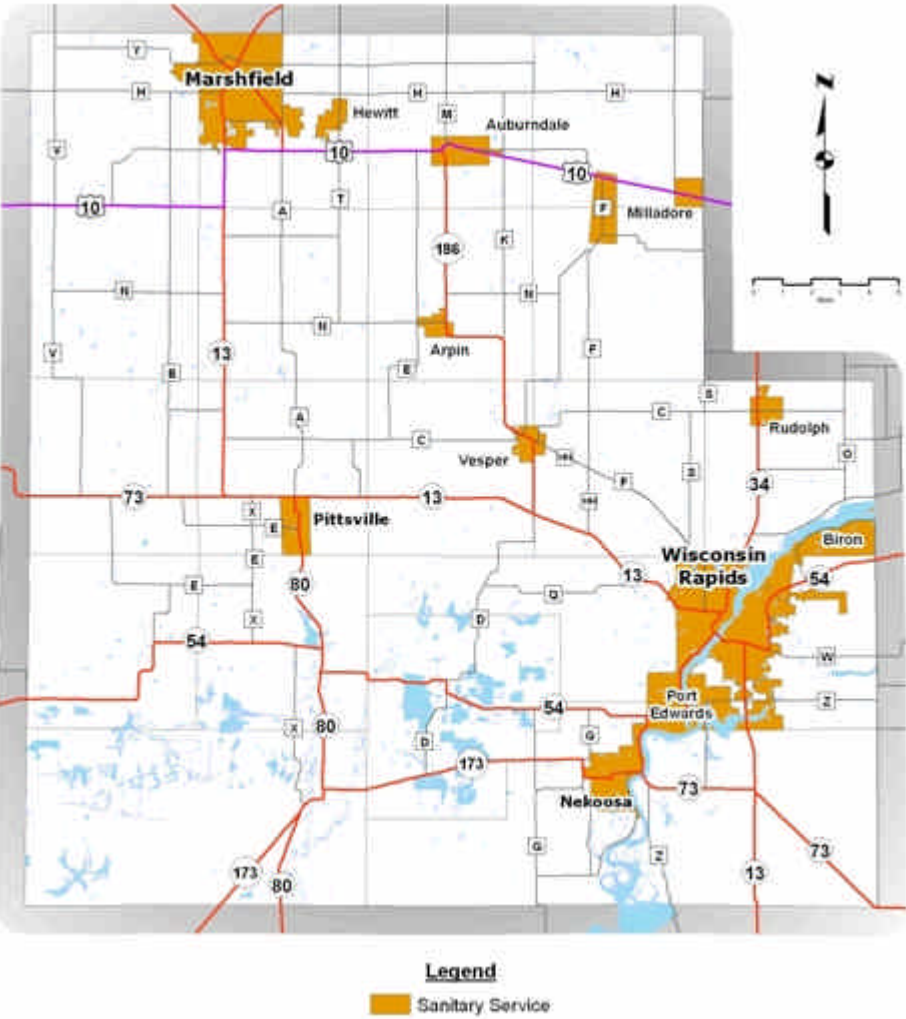 Y
Marshfield
N
H
H
H
Hewitt
M
Auburndale
V
10
10
T
F
10
A
Milladore
K
186
N
N
N
Arpin
V
13
F
B
E
S
A
C
C
Rudolph
Vesper
S
O
F
34
73
13
X
Pittsville
E
Biron
Wisconsin
Rapids
E
13
54
E
80
Q
X
D
54
W
Port
Edwards
Z
54
X
80
G
D
173
73
Nekoosa
G
Z
73
173
80
13
Legend
Sanitary Service